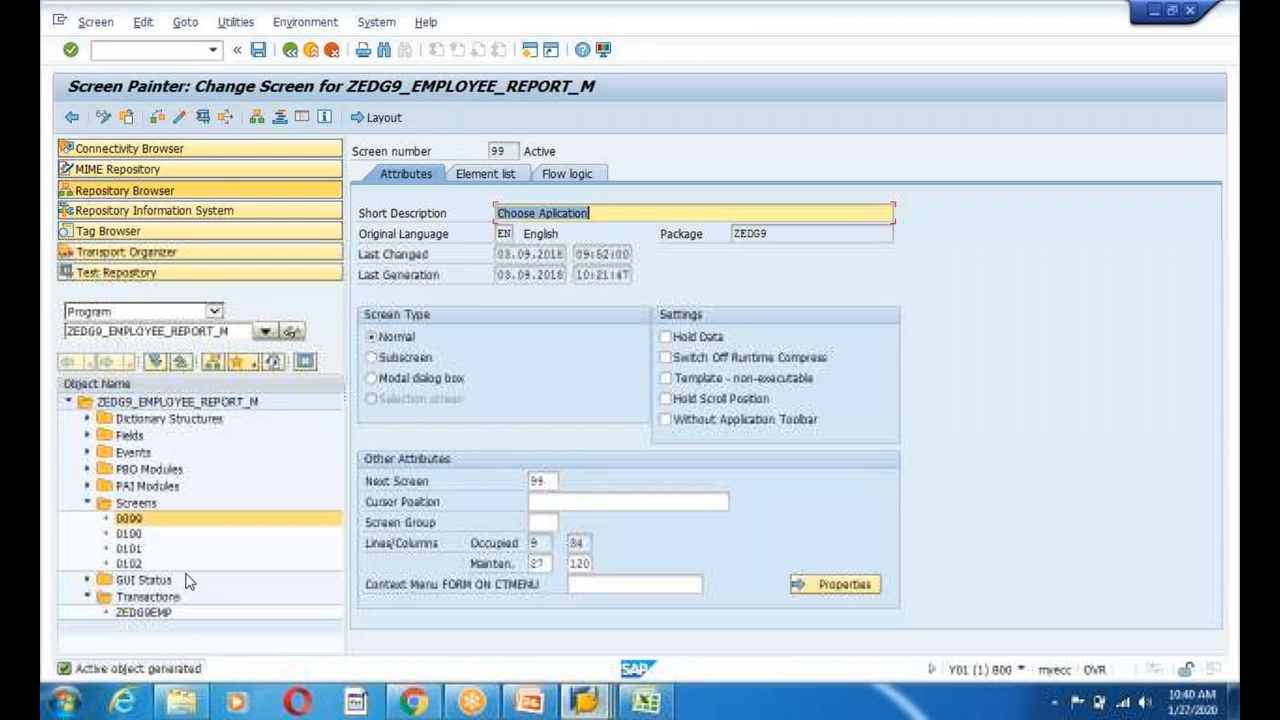 Screen Edit Goto Utilities Environment System Help
Screen Painter: Change Screen for ZEDG9_EMPLOYEE_REPORT_M
Layout
Connectivity Browser
MIME Repository
Repository Browser
Repository Information System
Tag Browser
Transport Organizer
Test Repository
Program
ZEDG9_EMPLOYEE_REPORT_M
Object Name
ZEDG9_EMPLOYEE_REPORT_M
Dictionary Structures
Fields
Events
PBO Modules
PAI Modules
Screens
0099
0100
0101
0102
GUI Status
Transactions
ZEDG9EMP
Screen number 99 Active
Attributes Element list Flow logic
Short Description Choose Aplication
Original Language EN English Package ZEDG9
Last Changed 03.09.2018 09:52:00
Last Generation 03.09.2018 10:21:47
Screen Type
Normal
Subscreen
Modal dialog box
Selection screen
Settings
Hold Data
Switch Off Runtime Compress
Template - non-executable
Hold Scroll Position
Without Application Toolbar
Other Attributes
Next Screen 99
Cursor Position
Screen Group
Lines/Columns Occupied 9 84
Mainten. 27 120
Context Menu FORM ON CTMENU
Properties
Active object generated
SAP
Y01 (1) 800 myecc OVR
10:40 AM
1/27/2020